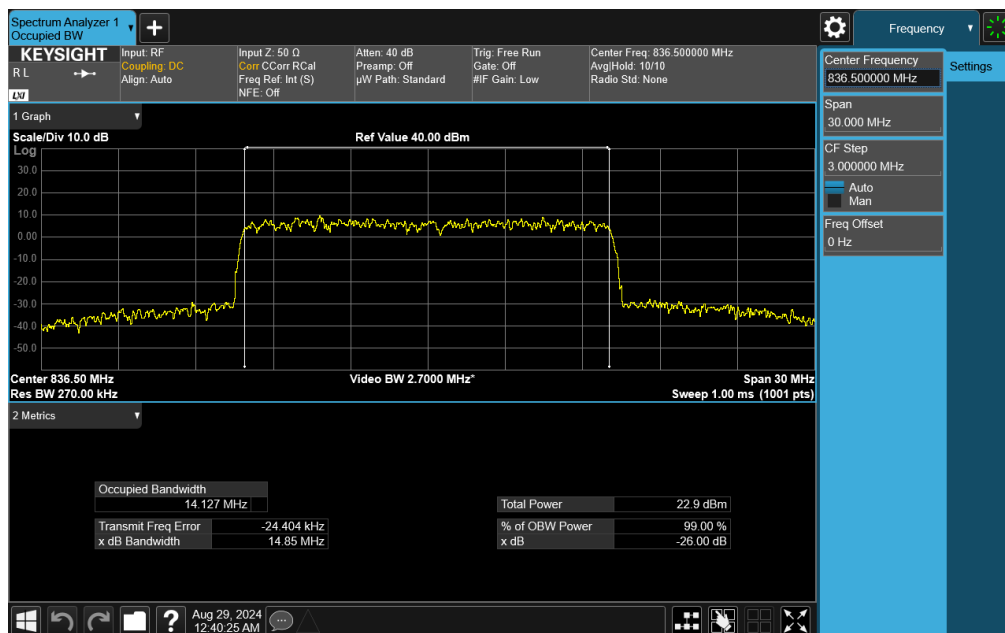 Spectrum Analyzer 1
Occupied BW
+
Frequency
KEYSIGHT
R L
LXI
Input: RF
Coupling: DC
Align: Auto
Input Z: 50 Ω
Corr CCorr RCal
Freq Ref: Int (S)
NFE: Off
Atten: 40 dB
Preamp: Off
µW Path: Standard
Trig: Free Run
Gate: Off
#IF Gain: Low
Center Freq: 836.500000 MHz
Avg|Hold: 10/10
Radio Std: None
Center Frequency
836.500000 MHz
Settings
Span
30.000 MHz
CF Step
3.000000 MHz
Auto
Man
Freq Offset
0 Hz
1 Graph
Scale/Div 10.0 dB
Ref Value 40.00 dBm
Log
30.0
20.0
10.0
0.00
-10.0
-20.0
-30.0
-40.0
-50.0
Center 836.50 MHz
Video BW 2.7000 MHz*
Span 30 MHz
Res BW 270.00 kHz
Sweep 1.00 ms (1001 pts)
2 Metrics
Occupied Bandwidth
14.127 MHz
Total Power 22.9 dBm
Transmit Freq Error -24.404 kHz
% of OBW Power 99.00 %
x dB Bandwidth 14.85 MHz
x dB -26.00 dB
?
Aug 29, 2024
12:40:25 AM